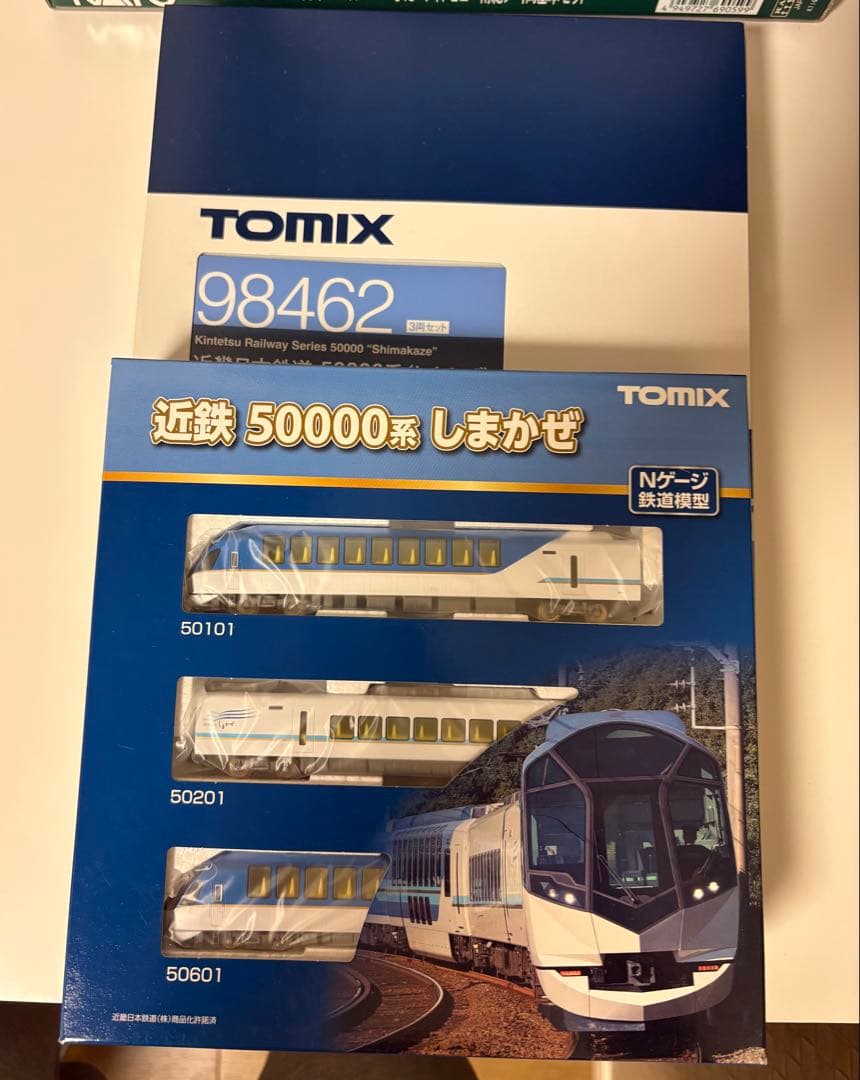 4949727690599
TOMIX
98462 3両セット
Kintetsu Railway Series 50000 "Shimakaze"
TOMIX
近鉄 50000系 しまかぜ
Nゲージ
鉄道模型
50101
50201
50601
近畿日本鉄道(株)商品化許諾済